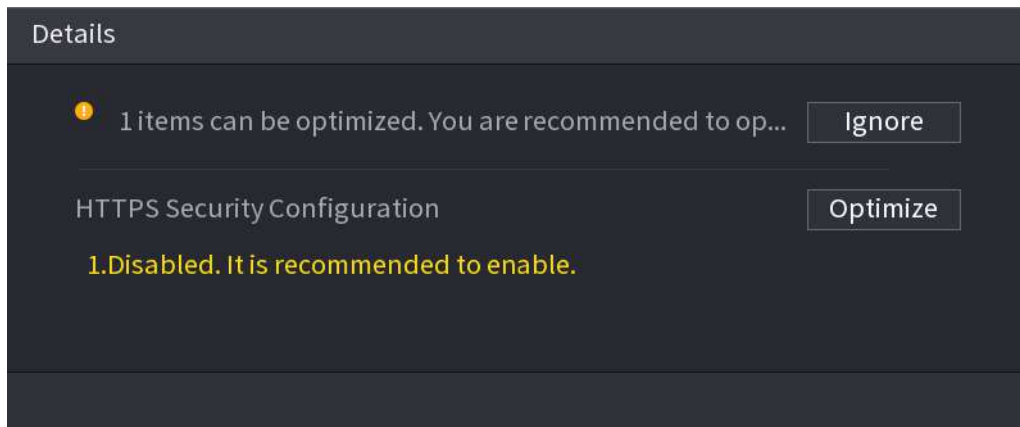 Details
1 items can be optimized. You are recommended to op...
Ignore
HTTPS Security Configuration
Optimize
1.Disabled. It is recommended to enable.